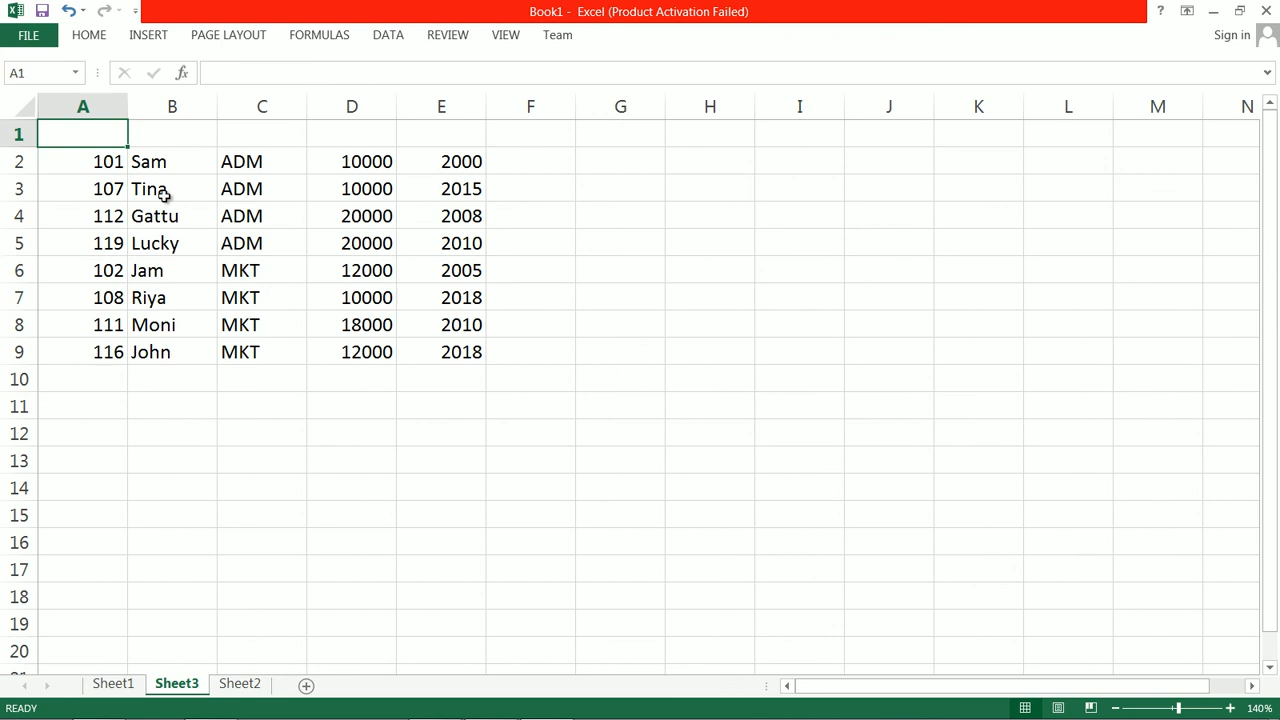 Book1 - Excel (Product Activation Failed)
?
FILE HOME INSERT PAGE LAYOUT FORMULAS DATA REVIEW VIEW Team Sign in
A1 fx
A B C D E F G H I J K L M N
1
2 101 Sam ADM 10000 2000
3 107 Tina ADM 10000 2015
4 112 Gattu ADM 20000 2008
5 119 Lucky ADM 20000 2010
6 102 Jam MKT 12000 2005
7 108 Riya MKT 10000 2018
8 111 Moni MKT 18000 2010
9 116 John MKT 12000 2018
10
11
12
13
14
15
16
17
18
19
20
21
Sheet1 Sheet3 Sheet2
READY 140%